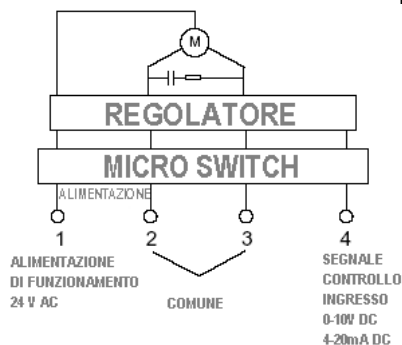 M
REGOLATORE
MICRO SWITCH
ALIMENTAZIONE
1 2 3 4
ALIMENTAZIONE
DI FUNZIONAMENTO
24 V AC
COMUNE
SEGNALE
CONTROLLO
INGRESSO
0-10V DC
4-20mA DC